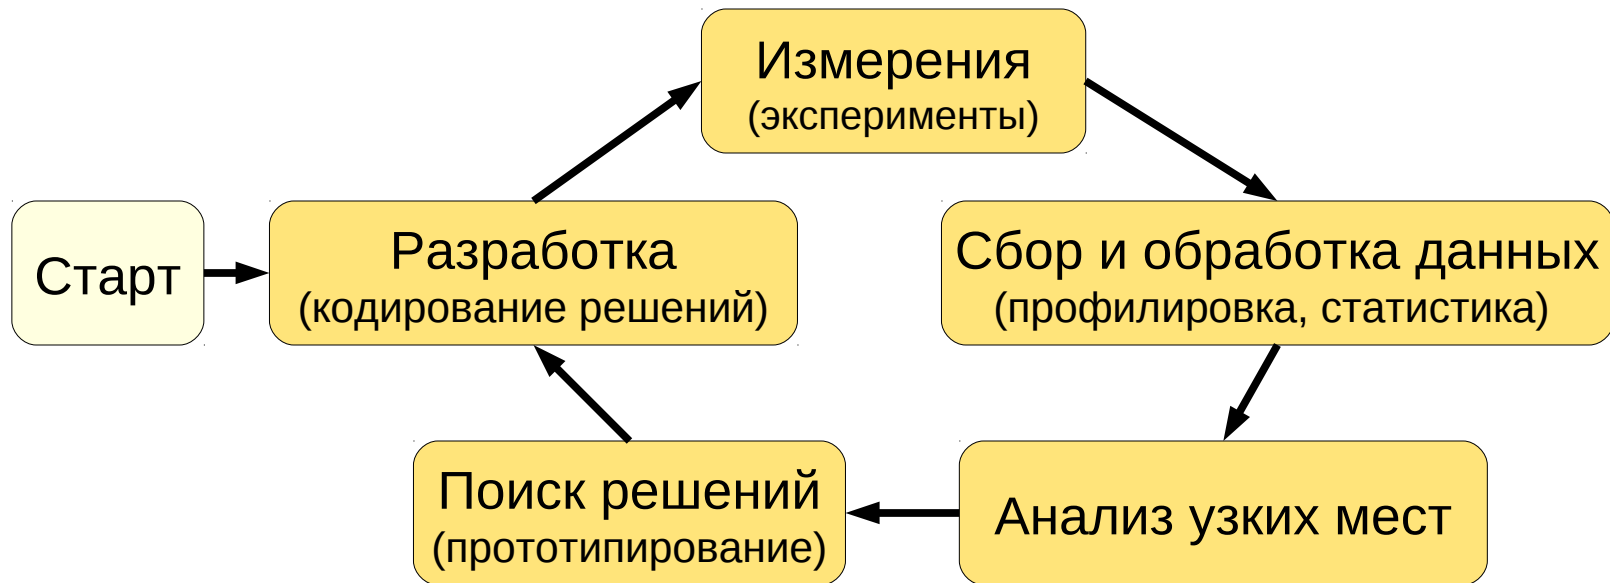 Измерения
(эксперименты)
Старт
Разработка
(кодирование решений)
Сбор и обработка данных
(профилировка, статистика)
Поиск решений
(прототипирование)
Анализ узких мест